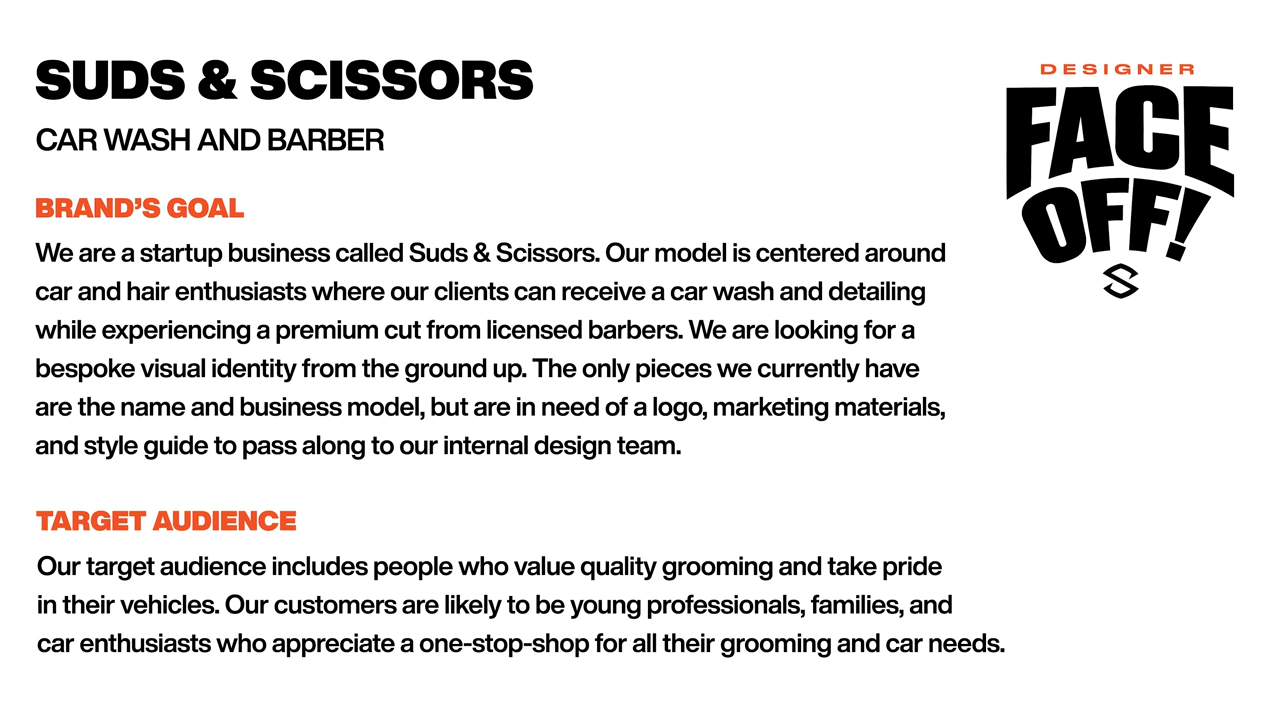 SUDS & SCISSORS
CAR WASH AND BARBER
BRAND'S GOAL
We are a startup business called Suds & Scissors. Our model is centered around
car and hair enthusiasts where our clients can receive a car wash and detailing
while experiencing a premium cut from licensed barbers. We are looking for a
bespoke visual identity from the ground up. The only pieces we currently have
are the name and business model, but are in need of a logo, marketing materials,
and style guide to pass along to our internal design team.
TARGET AUDIENCE
Our target audience includes people who value quality grooming and take pride
in their vehicles. Our customers are likely to be young professionals, families, and
car enthusiasts who appreciate a one-stop-shop for all their grooming and car needs.
DESIGNER
FACE
OFF!